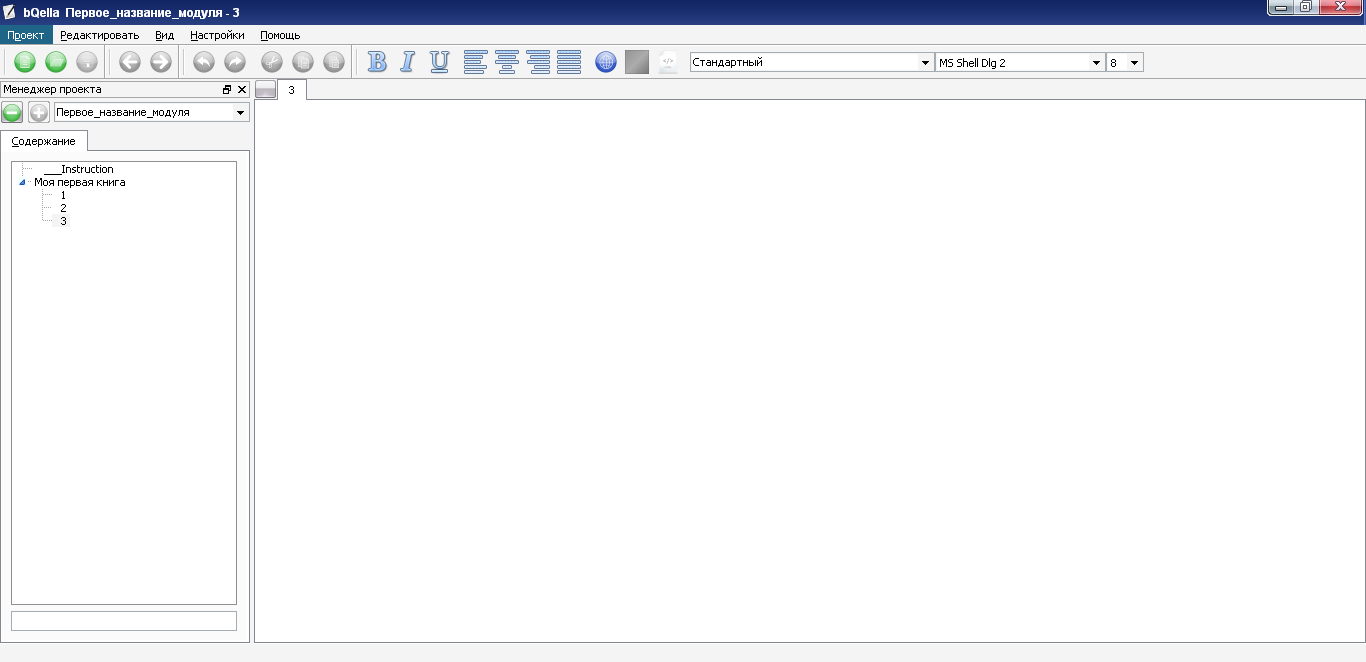 bQella Первое_название_модуля - 3
Проект Редактировать Вид Настройки Помощь
B I U Стандартный MS Shell Dlg 2 8
Менеджер проекта
3
Первое_название_модуля
Содержание
___Instruction
Моя первая книга
1
2
3